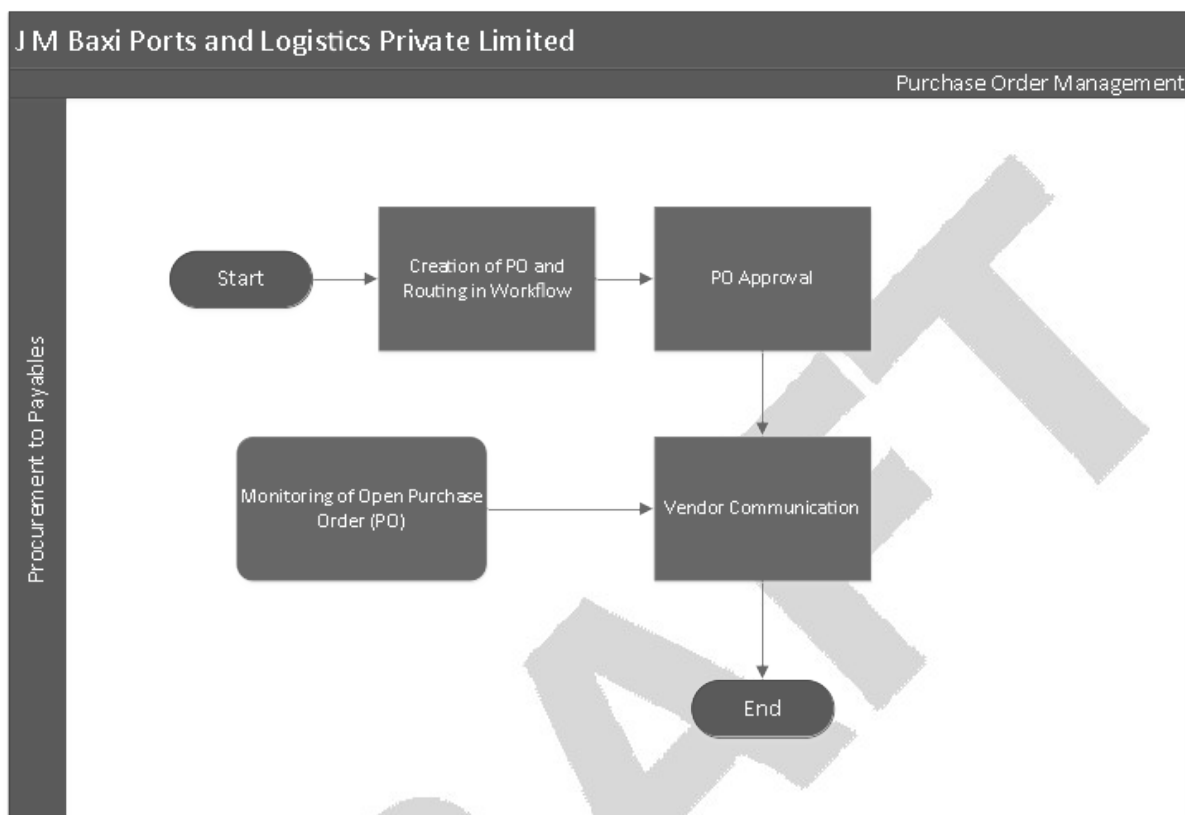 J M Baxi Ports and Logistics Private Limited
Purchase Order Management
Procurement to Payables
Start
Creation of PO and
Routing in Workflow
PO Approval
Monitoring of Open Purchase
Order (PO)
Vendor Communication
End